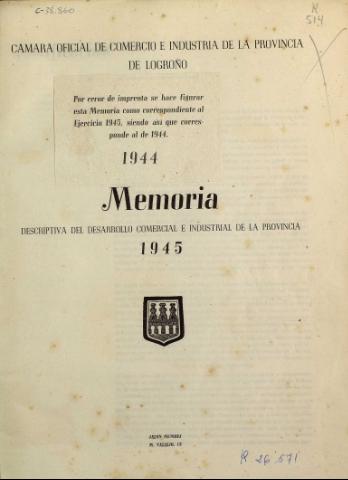 C-38.860
R
514
CAMARA OFICIAL DE COMERCIO E INDUSTRIA DE LA PROVINCIA
DE LOGROÑO
Por error de imprenta se hace figurar
esta Memoria como correspondiente al
Ejercicio 1945, siendo así que corres-
ponde al de 1944.
1944
Memoria
DESCRIPTIVA DEL DESARROLLO COMERCIAL E INDUSTRIAL DE LA PROVINCIA
1945
M. VALLEJO, 12
R 26.571